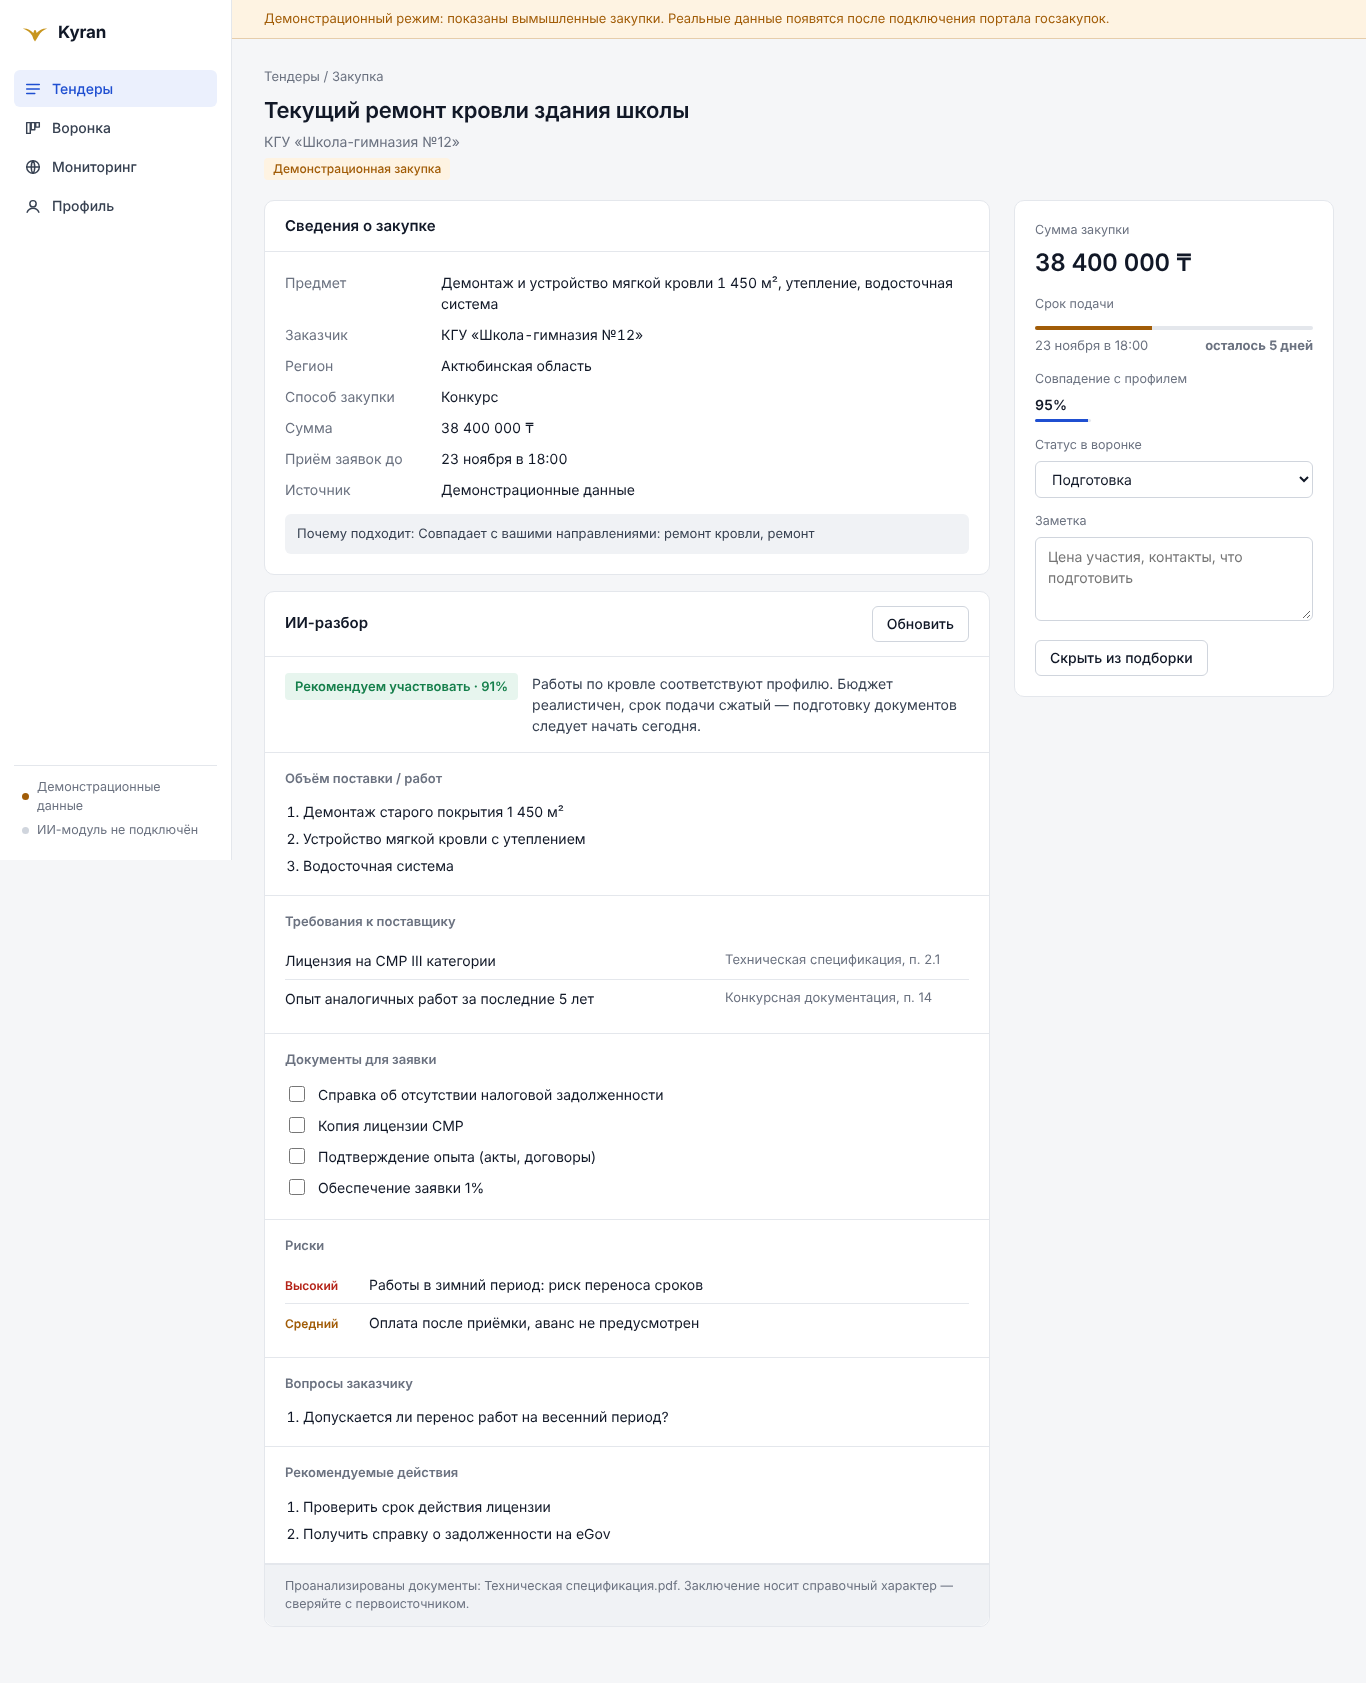 Kyran
Тендеры
Воронка
Мониторинг
Профиль
Демонстрационные
данные
ИИ-модуль не подключён
Демонстрационный режим: показаны вымышленные закупки. Реальные данные появятся после подключения портала госзакупок.
Тендеры / Закупка
Текущий ремонт кровли здания школы
КГУ «Школа-гимназия №12»
Демонстрационная закупка
Сведения о закупке
Предмет Демонтаж и устройство мягкой кровли 1 450 м², утепление, водосточная
система
Заказчик КГУ «Школа-гимназия №12»
Регион Актюбинская область
Способ закупки Конкурс
Сумма 38 400 000 ₸
Приём заявок до 23 ноября в 18:00
Источник Демонстрационные данные
Почему подходит: Совпадает с вашими направлениями: ремонт кровли, ремонт
ИИ-разбор
Обновить
Рекомендуем участвовать · 91%
Работы по кровле соответствуют профилю. Бюджет
реалистичен, срок подачи сжатый — подготовку документов
следует начать сегодня.
Объём поставки / работ
1. Демонтаж старого покрытия 1 450 м²
2. Устройство мягкой кровли с утеплением
3. Водосточная система
Требования к поставщику
Лицензия на СМР III категории Техническая спецификация, п. 2.1
Опыт аналогичных работ за последние 5 лет Конкурсная документация, п. 14
Документы для заявки
Справка об отсутствии налоговой задолженности
Копия лицензии СМР
Подтверждение опыта (акты, договоры)
Обеспечение заявки 1%
Риски
Высокий Работы в зимний период: риск переноса сроков
Средний Оплата после приёмки, аванс не предусмотрен
Вопросы заказчику
1. Допускается ли перенос работ на весенний период?
Рекомендуемые действия
1. Проверить срок действия лицензии
2. Получить справку о задолженности на eGov
Проанализированы документы: Техническая спецификация.pdf. Заключение носит справочный характер —
сверяйте с первоисточником.
Сумма закупки
38 400 000 ₸
Срок подачи
23 ноября в 18:00 осталось 5 дней
Совпадение с профилем
95%
Статус в воронке
Подготовка
Заметка
Цена участия, контакты, что
подготовить
Скрыть из подборки